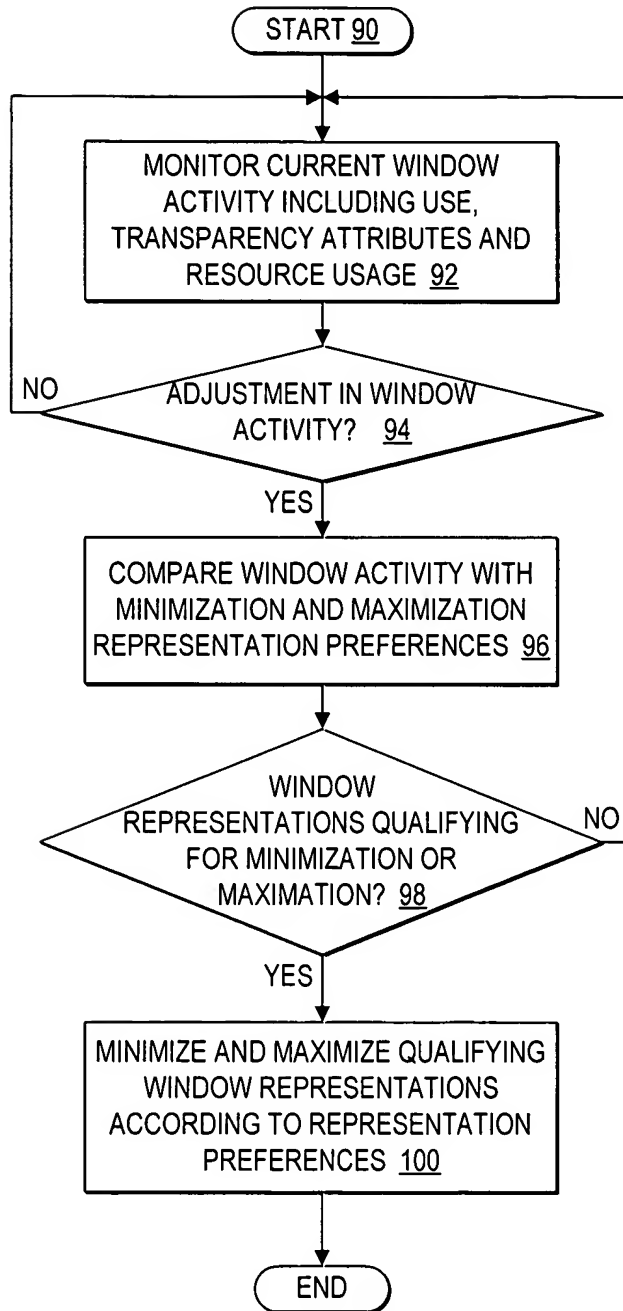 START 90
MONITOR CURRENT WINDOW
ACTIVITY INCLUDING USE,
TRANSPARENCY ATTRIBUTES AND
RESOURCE USAGE 92
NO
ADJUSTMENT IN WINDOW
ACTIVITY? 94
YES
COMPARE WINDOW ACTIVITY WITH
MINIMIZATION AND MAXIMIZATION
REPRESENTATION PREFERENCES 96
WINDOW
REPRESENTATIONS QUALIFYING
FOR MINIMIZATION OR
MAXIMATION? 98
NO
YES
MINIMIZE AND MAXIMIZE QUALIFYING
WINDOW REPRESENTATIONS
ACCORDING TO REPRESENTATION
PREFERENCES 100
END